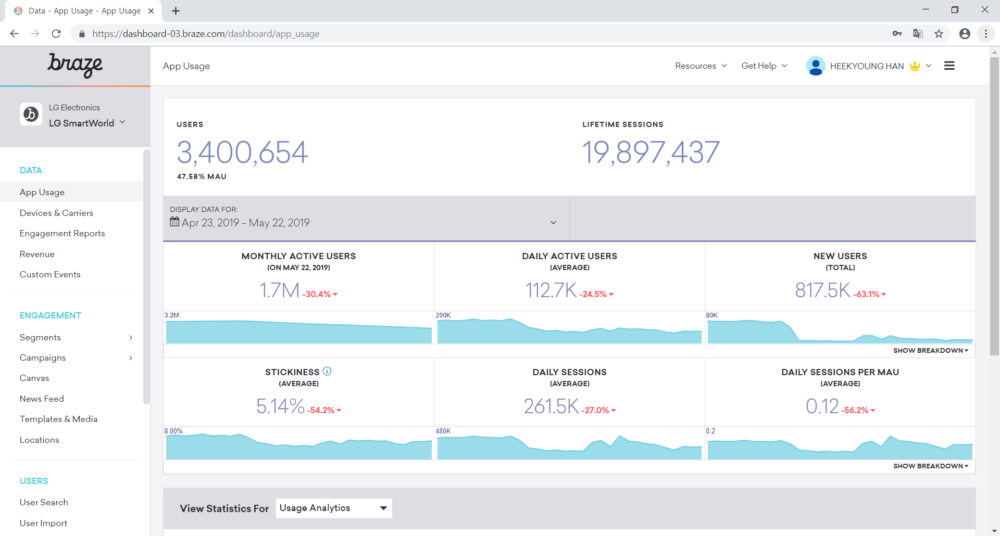 Data - App Usage - App Usage
https://dashboard-03.braze.com/dashboard/app_usage
braze
App Usage
Resources
Get Help
HEEKYOUNG HAN
LG Electronics
LG SmartWorld
DATA
App Usage
Devices & Carriers
Engagement Reports
Revenue
Custom Events
ENGAGEMENT
Segments
Campaigns
Canvas
News Feed
Templates & Media
Locations
USERS
User Search
User Import
USERS
3,400,654
47.58% MAU
LIFETIME SESSIONS
19,897,437
DISPLAY DATA FOR:
Apr 23, 2019 - May 22, 2019
MONTHLY ACTIVE USERS
(ON MAY 22, 2019)
1.7M -30.4%
3.2M
DAILY ACTIVE USERS
(AVERAGE)
112.7K -24.5%
200K
NEW USERS
(TOTAL)
817.5K -63.1%
80K
SHOW BREAKDOWN
STICKINESS
(AVERAGE)
5.14% -54.2%
8.00%
DAILY SESSIONS
(AVERAGE)
261.5K -27.0%
480K
DAILY SESSIONS PER MAU
(AVERAGE)
0.12 -56.2%
0.2
SHOW BREAKDOWN
View Statistics For
Usage Analytics